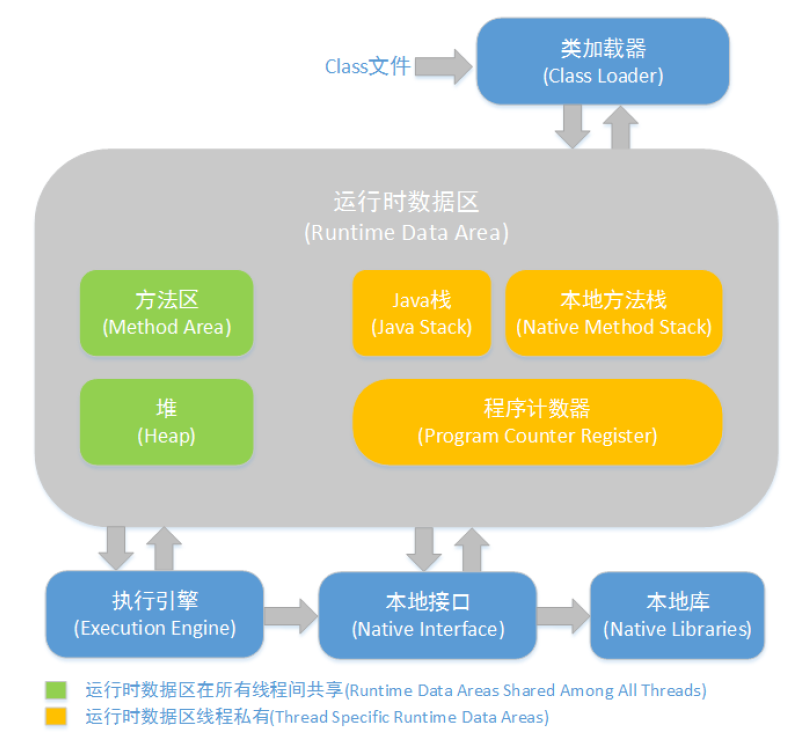 Class文件
类加载器
(Class Loader)
运行时数据区
(Runtime Data Area)
方法区
(Method Area)
Java栈
(Java Stack)
本地方法栈
(Native Method Stack)
堆
(Heap)
程序计数器
(Program Counter Register)
执行引擎
(Execution Engine)
本地接口
(Native Interface)
本地库
(Native Libraries)
运行时数据区在所有线程间共享(Runtime Data Areas Shared Among All Threads)
运行时数据区线程私有(Thread Specific Runtime Data Areas)